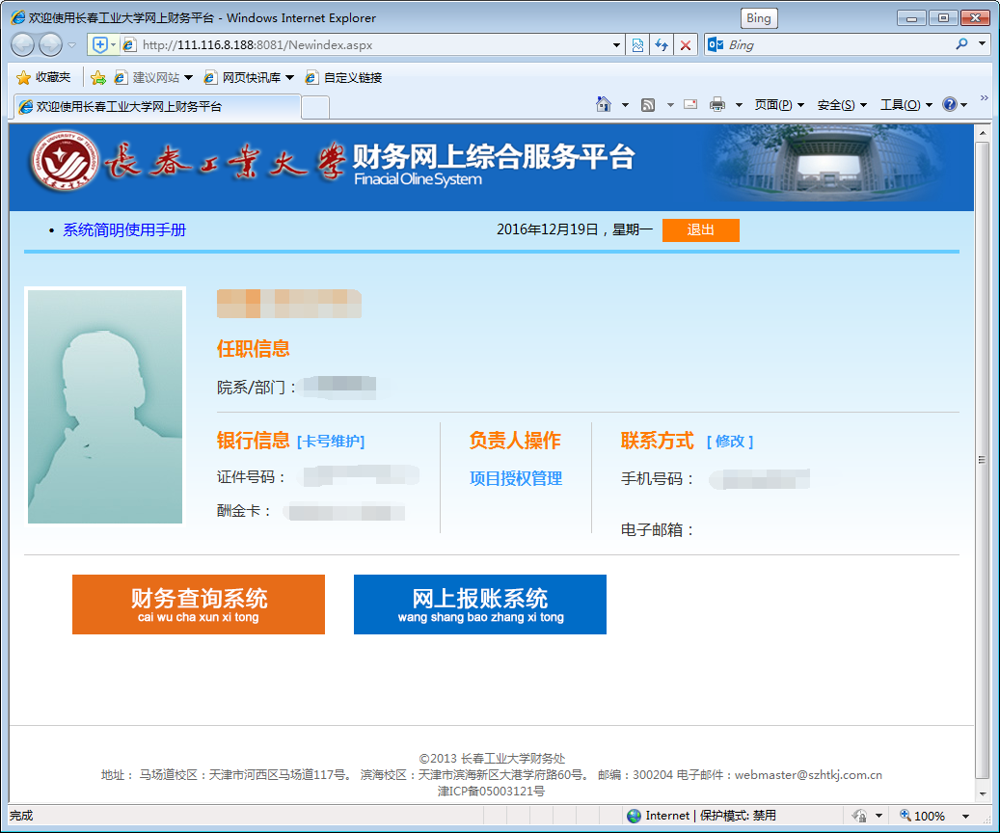 欢迎使用长春工业大学网上财务平台 - Windows Internet Explorer
Bing
http://111.116.8.188:8081/Newindex.aspx
Bing
收藏夹 建议网站 网页快讯库 自定义链接
欢迎使用长春工业大学网上财务平台
页面(P) 安全(S) 工具(O)
长春工业大学 财务网上综合服务平台
Finacial Oline System
• 系统简明使用手册 2016年12月19日，星期一 退出
任职信息
院系/部门：
银行信息 [卡号维护] 负责人操作 联系方式 [ 修改 ]
证件号码： 项目授权管理 手机号码：
酬金卡：
电子邮箱：
财务查询系统 网上报账系统
cai wu cha xun xi tong wang shang bao zhang xi tong
©2013 长春工业大学财务处
地址： 马场道校区：天津市河西区马场道117号。 滨海校区：天津市滨海新区大港学府路60号。 邮编：300204 电子邮件：webmaster@szhtkj.com.cn
津ICP备05003121号
完成 Internet | 保护模式: 禁用 100%